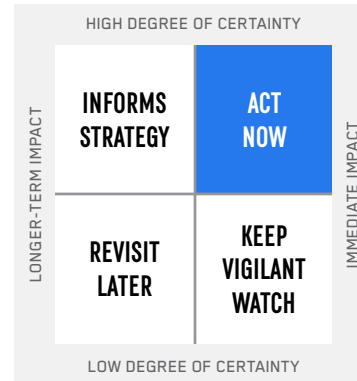 HIGH DEGREE OF CERTAINTY
LONGER-TERM IMPACT
INFORMS
STRATEGY
ACT
NOW
IMMEDIATE IMPACT
REVISIT
LATER
KEEP
VIGILANT
WATCH
LOW DEGREE OF CERTAINTY